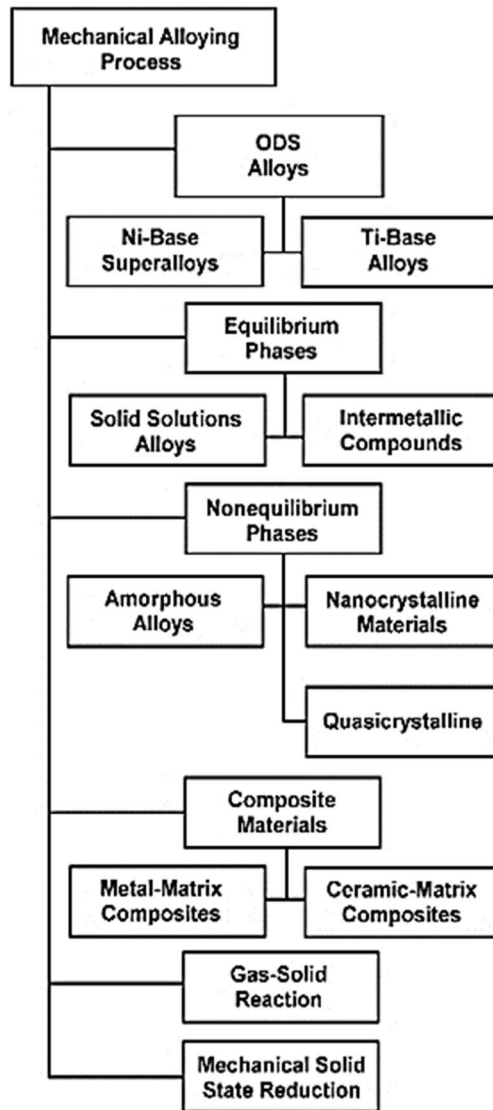 Mechanical Alloying
Process
ODS
Alloys
Ni-Base
Superalloys
Ti-Base
Alloys
Equilibrium
Phases
Solid Solutions
Alloys
Intermetallic
Compounds
Nonequilibrium
Phases
Amorphous
Alloys
Nanocrystalline
Materials
Quasicrystalline
Composite
Materials
Metal-Matrix
Composites
Ceramic-Matrix
Composites
Gas-Solid
Reaction
Mechanical Solid
State Reduction